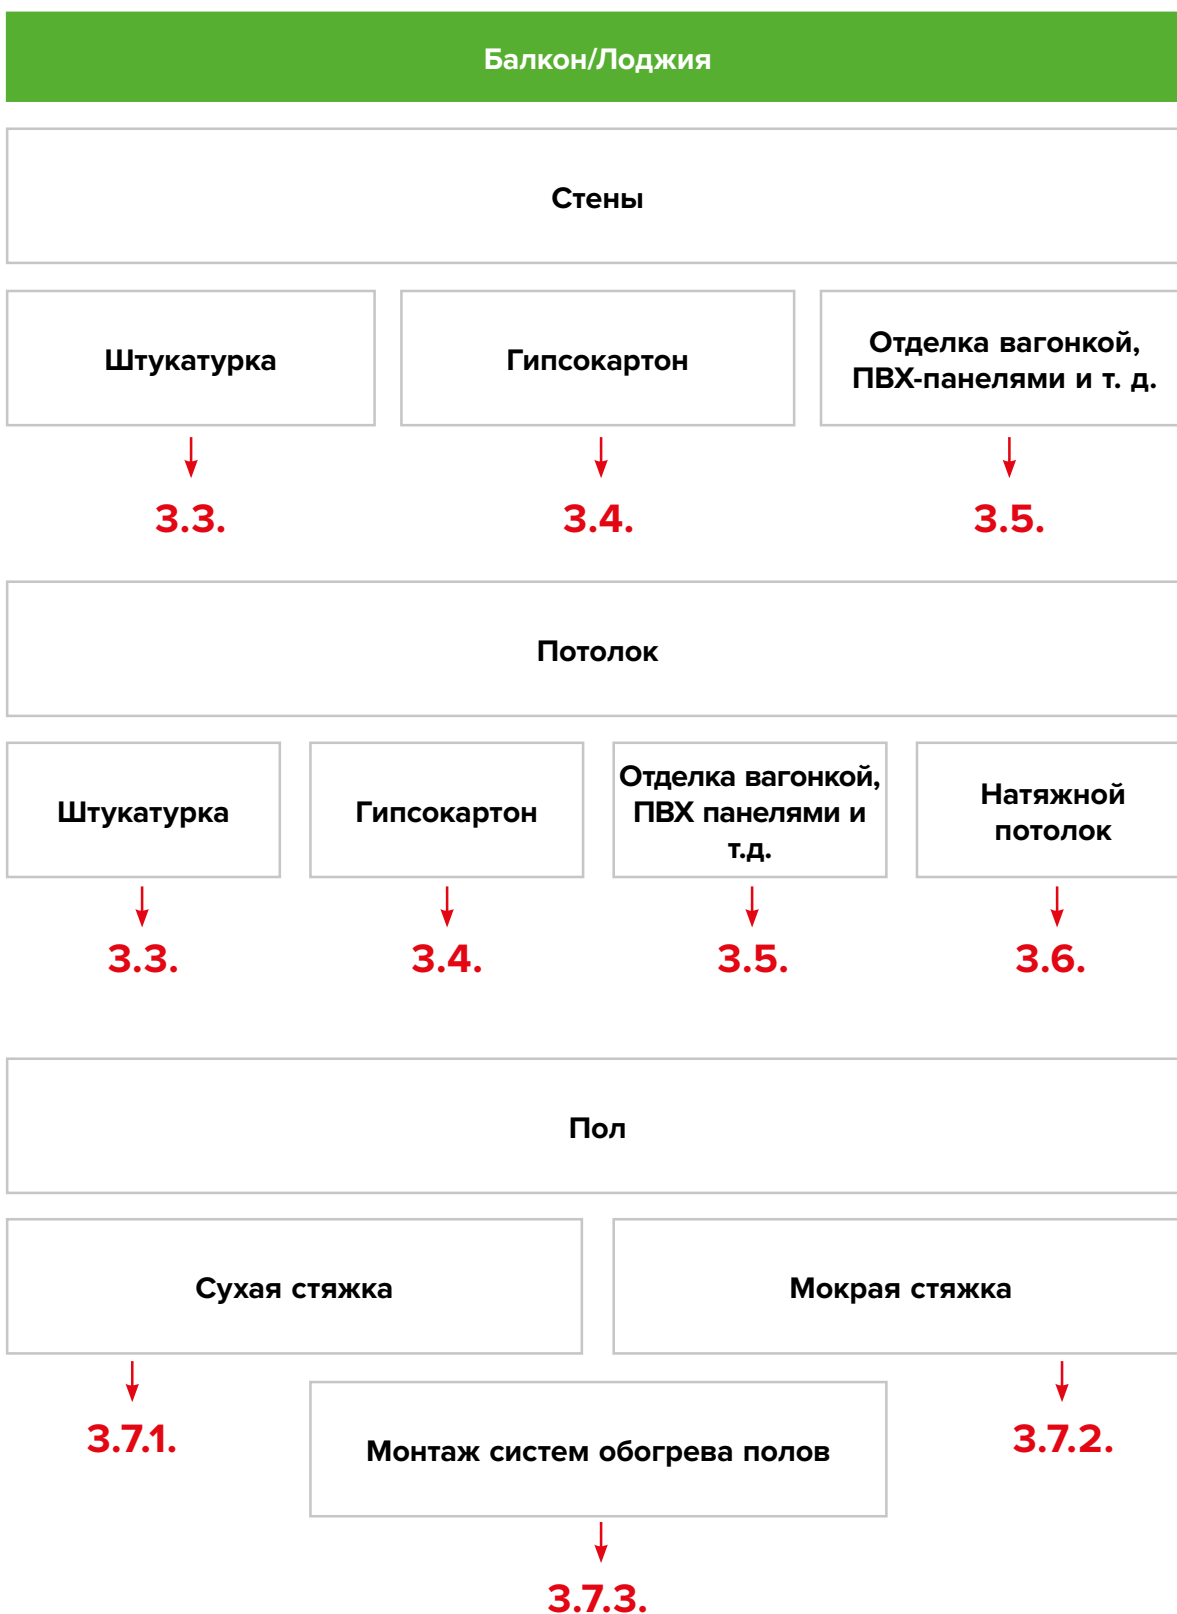 Балкон/Лоджия
Стены
Штукатурка
Гипсокартон
Отделка вагонкой,
ПВХ-панелями и т. д.
3.3.
3.4.
3.5.
Потолок
Штукатурка
Гипсокартон
Отделка вагонкой,
ПВХ панелями и
т.д.
Натяжной
потолок
3.3.
3.4.
3.5.
3.6.
Пол
Сухая стяжка
Мокрая стяжка
3.7.1.
Монтаж систем обогрева полов
3.7.2.
3.7.3.